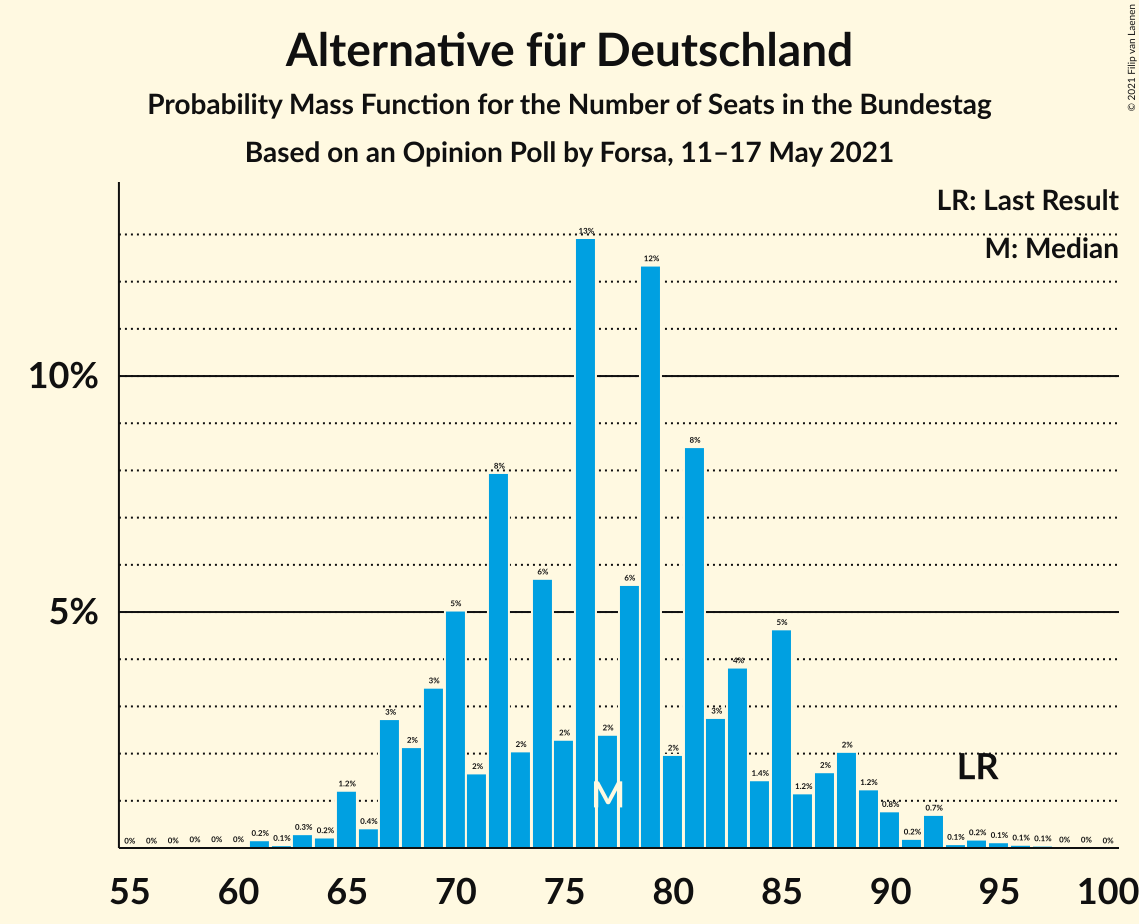 Alternative für Deutschland
Probability Mass Function for the Number of Seats in the Bundestag
Based on an Opinion Poll by Forsa, 11–17 May 2021
© 2021 Filip van Laenen
LR: Last Result
M: Median
10%
5%
0% 0% 0% 0% 0% 0% 0.2% 0.1% 0.3% 0.2% 1.2% 0.4% 3% 2% 3% 5% 2% 8% 2% 6% 2% 13% 2% 6% 12% 2% 8% 3% 4% 1.4% 5% 1.2% 2% 2% 1.2% 0.8% 0.2% 0.7% 0.1% 0.2% 0.1% 0.1% 0.1% 0% 0% 0%
M
LR
55 60 65 70 75 80 85 90 95 100